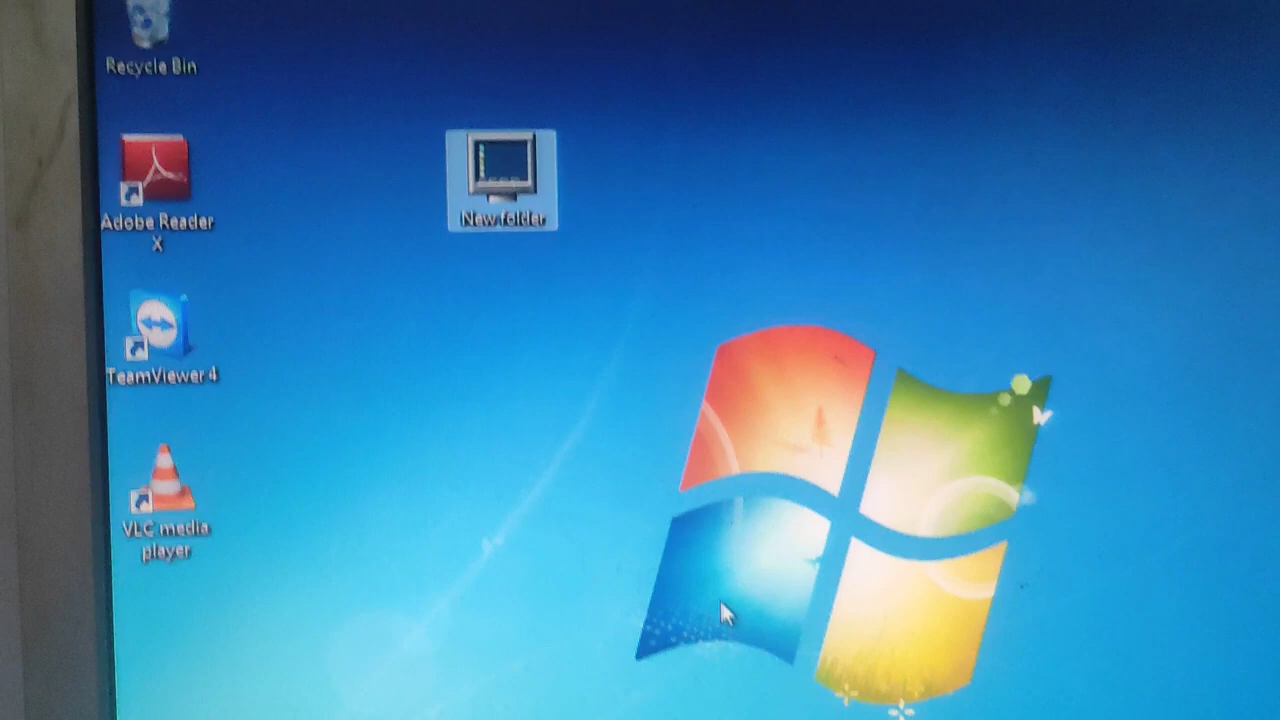 Recycle Bin
Adobe Reader
X
New folder
TeamViewer 4
VLC media
player